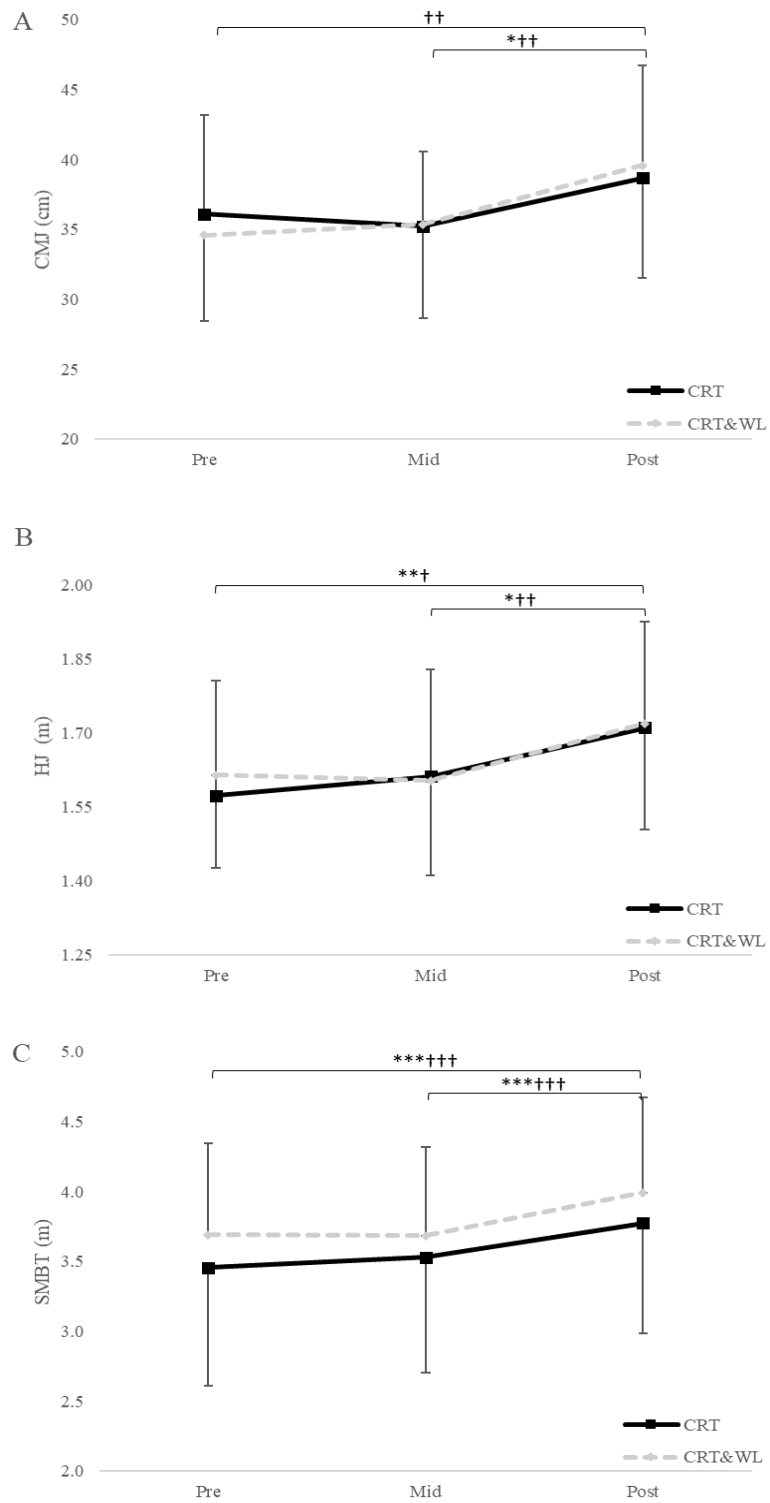 A
50
††
*††
45
40
35
30
25
20
CMJ (cm)
CRT
CRT&WL
Pre Mid Post
B
2.00
**†
*††
1.85
1.70
1.55
1.40
1.25
HJ (m)
CRT
CRT&WL
Pre Mid Post
C
5.0
***†††
***†††
4.5
4.0
3.5
3.0
2.5
2.0
SMBT (m)
CRT
CRT&WL
Pre Mid Post